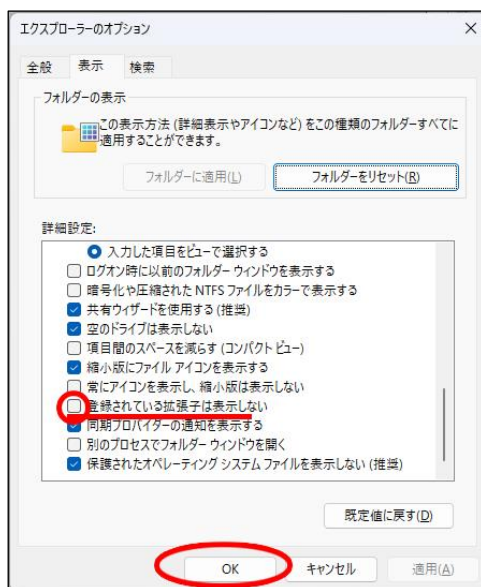 エクスプローラーのオプション
全般 表示 検索
フォルダーの表示
この表示方法 (詳細表示やアイコンなど) をこの種類のフォルダーすべてに
適用することができます。
フォルダーに適用(L) フォルダーをリセット(R)
詳細設定:
入力した項目をビューで選択する
ログオン時に以前のフォルダー ウィンドウを表示する
暗号化や圧縮された NTFS ファイルをカラーで表示する
共有ウィザードを使用する (推奨)
空のドライブは表示しない
項目間のスペースを減らす (コンパクト ビュー)
縮小版にファイル アイコンを表示する
常にアイコンを表示し、縮小版は表示しない
登録されている拡張子は表示しない
同期プロバイダーの通知を表示する
別のプロセスでフォルダー ウィンドウを開く
保護されたオペレーティング システム ファイルを表示しない (推奨)
既定値に戻す(D)
OK キャンセル 適用(A)